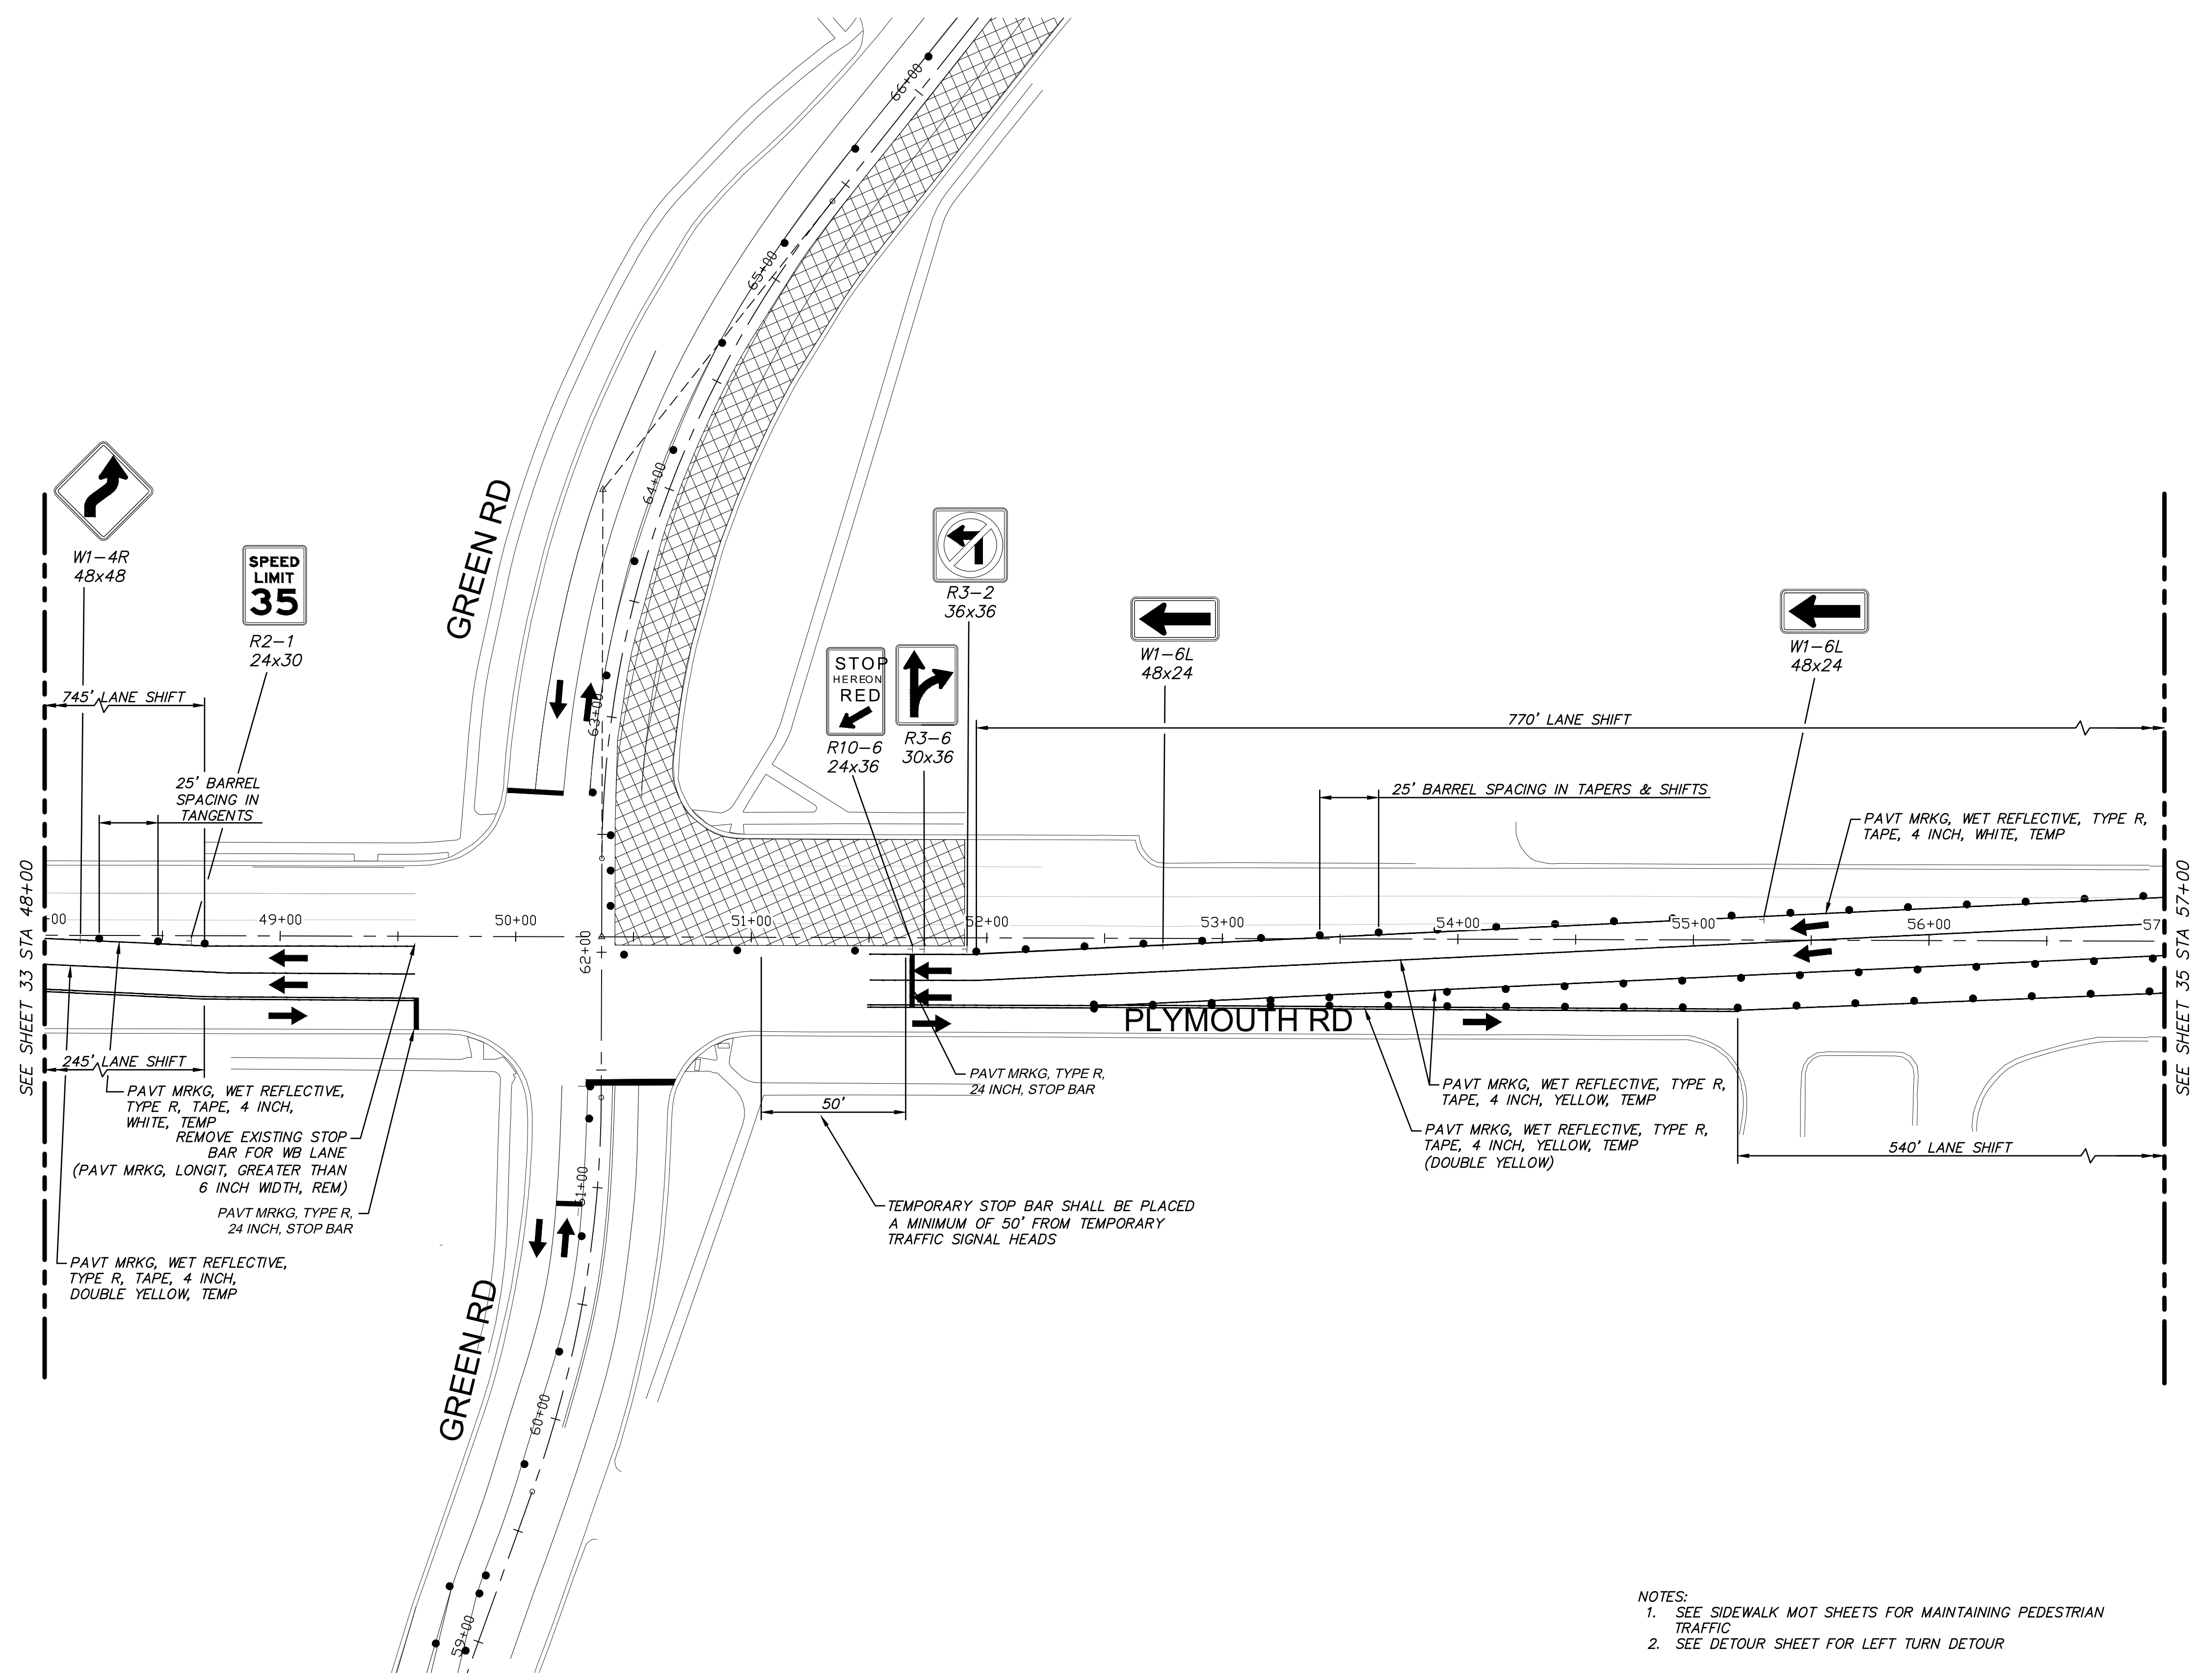 66+00
65+00
64+00
63+00
62+00
61+00
60+00
59+00
GREEN RD
GREEN RD
W1-4R
48x48
SPEED
LIMIT
35
R2-1
24x30
745' LANE SHIFT
25' BARREL
SPACING IN
TANGENTS
STOP
HEREON
RED
R10-6
24x36
R3-6
30x36
R3-2
36x36
W1-6L
48x24
W1-6L
48x24
770' LANE SHIFT
25' BARREL SPACING IN TAPERS & SHIFTS
PAVT MRKG, WET REFLECTIVE, TYPE R,
TAPE, 4 INCH, WHITE, TEMP
SEE SHEET 33 STA 48+00
SEE SHEET 35 STA 57+00
+00
49+00
50+00
51+00
52+00
53+00
54+00
55+00
56+00
57
PLYMOUTH RD
245' LANE SHIFT
PAVT MRKG, WET REFLECTIVE,
TYPE R, TAPE, 4 INCH,
WHITE, TEMP
REMOVE EXISTING STOP
BAR FOR WB LANE
(PAVT MRKG, LONGIT, GREATER THAN
6 INCH WIDTH, REM)
PAVT MRKG, TYPE R,
24 INCH, STOP BAR
PAVT MRKG, WET REFLECTIVE,
TYPE R, TAPE, 4 INCH,
DOUBLE YELLOW, TEMP
50'
PAVT MRKG, TYPE R,
24 INCH, STOP BAR
TEMPORARY STOP BAR SHALL BE PLACED
A MINIMUM OF 50' FROM TEMPORARY
TRAFFIC SIGNAL HEADS
PAVT MRKG, WET REFLECTIVE, TYPE R,
TAPE, 4 INCH, YELLOW, TEMP
PAVT MRKG, WET REFLECTIVE, TYPE R,
TAPE, 4 INCH, YELLOW, TEMP
(DOUBLE YELLOW)
540' LANE SHIFT
NOTES:
1. SEE SIDEWALK MOT SHEETS FOR MAINTAINING PEDESTRIAN
TRAFFIC
2. SEE DETOUR SHEET FOR LEFT TURN DETOUR